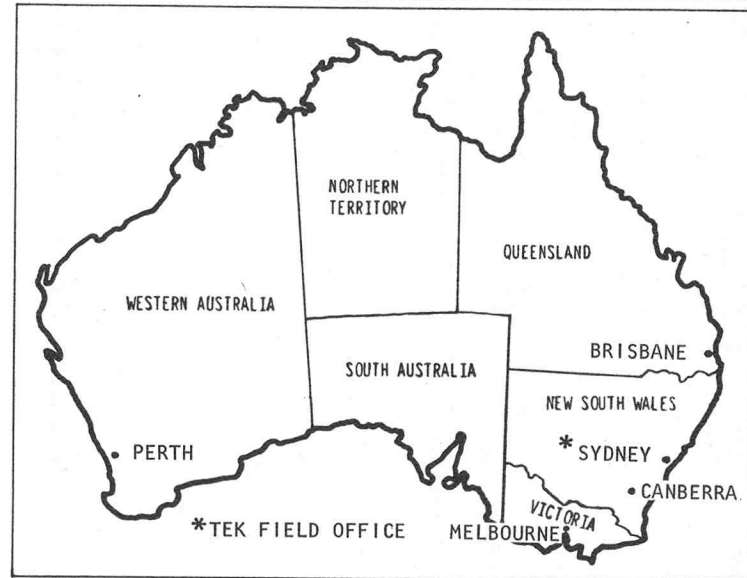 NORTHERN
TERRITORY
QUEENSLAND
WESTERN AUSTRALIA
BRISBANE
SOUTH AUSTRALIA
NEW SOUTH WALES
PERTH
*SYDNEY
CANBERRA
VICTORIA
*TEK FIELD OFFICE
MELBOURNE